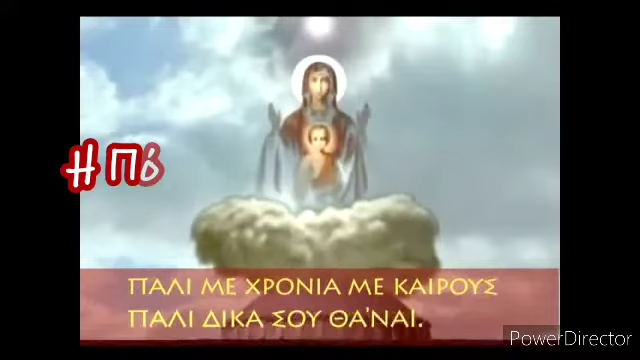 Η Πό
ΠΑΛΙ ΜΕ ΧΡΟΝΙΑ ΜΕ ΚΑΙΡΟΥΣ
ΠΑΛΙ ΔΙΚΑ ΣΟΥ ΘΑ'ΝΑΙ.
PowerDirector